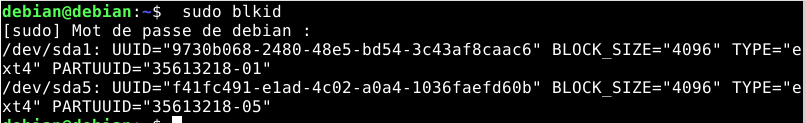 debian@debian:~$  sudo blkid
[sudo] Mot de passe de debian :
/dev/sda1: UUID="9730b068-2480-48e5-bd54-3c43af8caac6" BLOCK_SIZE="4096" TYPE="e
xt4" PARTUUID="35613218-01"
/dev/sda5: UUID="f41fc491-e1ad-4c02-a0a4-1036faefd60b" BLOCK_SIZE="4096" TYPE="e
xt4" PARTUUID="35613218-05"
debian@debian:~$